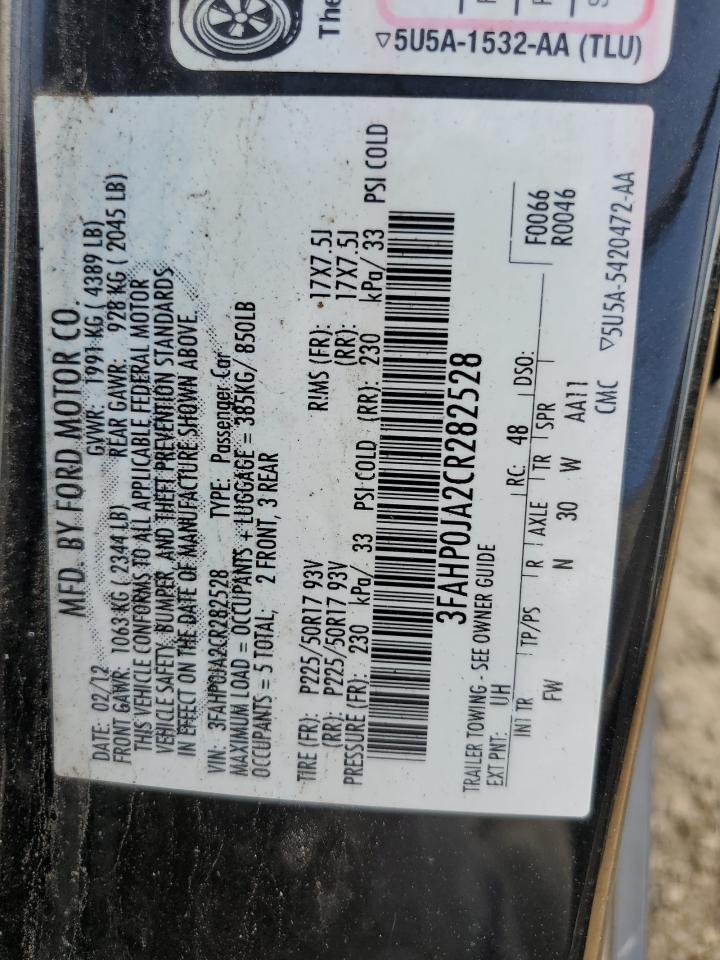 The
▽5U5A-1532-AA (TLU)
MFD. BY FORD MOTOR CO.
DATE: 02/12 GVWR: 1991 KG ( 4389 LB)
FRONT GAWR: 1063 KG ( 2344 LB) REAR GAWR: 928 KG ( 2045 LB)
THIS VEHICLE CONFORMS TO ALL APPLICABLE FEDERAL MOTOR
VEHICLE SAFETY, BUMPER, AND THEFT PREVENTION STANDARDS
IN EFFECT ON THE DATE OF MANUFACTURE SHOWN ABOVE.
VIN: 3FAHP0JA2CR282528 TYPE: Passenger Car
MAXIMUM LOAD = OCCUPANTS + LUGGAGE = 385KG/ 850LB
OCCUPANTS = 5 TOTAL, 2 FRONT, 3 REAR
TIRE (FR): P225/50R17 93V RIMS (FR): 17X7.5J
(RR): P225/50R17 93V (RR): 17X7.5J
PRESSURE (FR): 230 kPa/ 33 PSI COLD (RR): 230 kPa/ 33 PSI COLD
3FAHP0JA2CR282528
TRAILER TOWING - SEE OWNER GUIDE
EXT PNT: UH RC: 48 DSO: F0066
R0046
INT TR TP/PS R AXLE TR SPR
FW N 30 W AA11
CMC ▽5U5A-5420472-AA